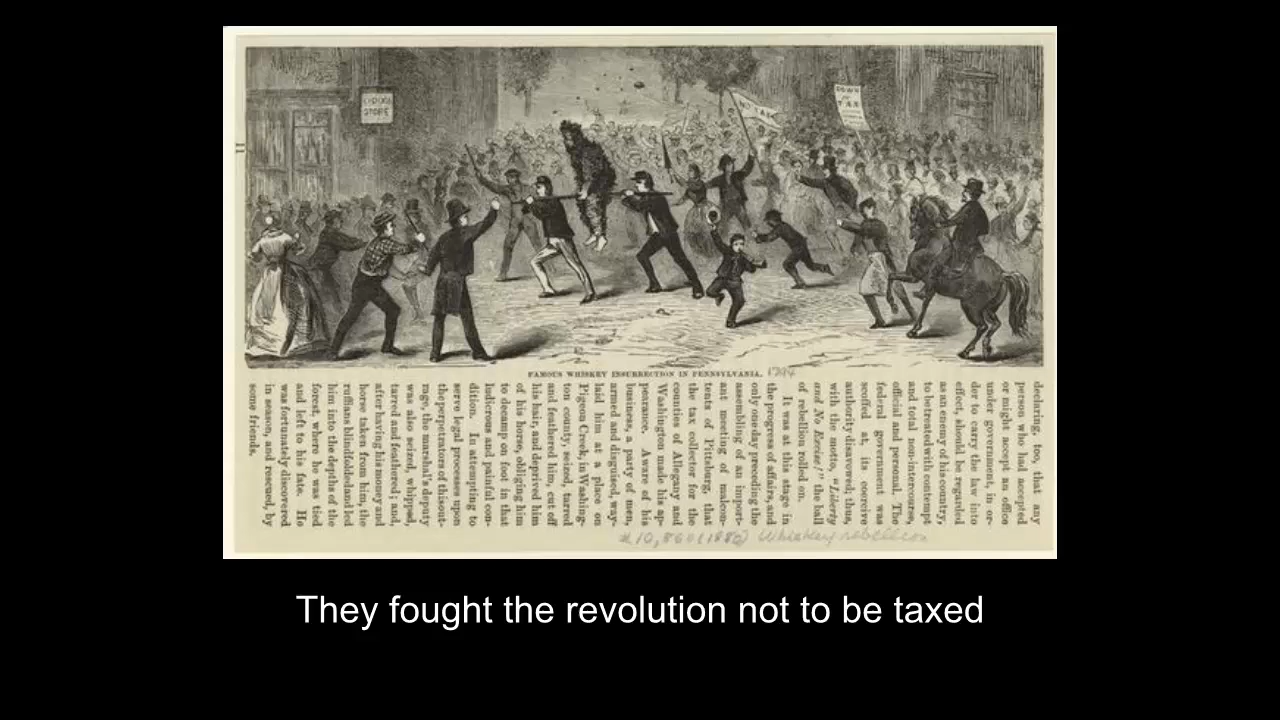 STORE
NO TAX
DOWN
TAX
11
FAMOUS WHISKEY INSURRECTION IN PENNSYLVANIA. 1794
declaring, too, that any
person who had accepted
or might accept an office
under government, in or-
der to carry the law into
effect, should be regarded
as an enemy of his country,
to be treated with contempt
and total non-intercourse,
official and personal. The
federal government was
scoffed at, its coercive
authority disavowed; thus,
with the motto, "Liberty
and No Excise!" the ball
of rebellion rolled on.
It was at this stage in
the progress of affairs, and
only one day preceding the
assembling of an import-
ant meeting of malcon-
tents of Pittsburg, that
the tax collector for the
counties of Allegany and
Washington made his ap-
pearance. Aware of his
business, a party of men,
armed and disguised, way-
laid him at a place on
Pigeon Creek, in Washing-
ton county, seized, tarred
and feathered him, cut off
his hair, and deprived him
of his horse, obliging him
to decamp on foot in that
ludicrous and painful con-
dition. In attempting to
serve legal processes upon
the perpetrators of this out-
rage, the marshal's deputy
was also seized, whipped,
tarred and feathered; and,
after having his money and
horse taken from him, the
ruffians blindfolded and led
him into the depths of the
forest, where he was tied
and left to his fate. He
was fortunately discovered
in season, and rescued, by
some friends.
Whiskey rebellion
They fought the revolution not to be taxed